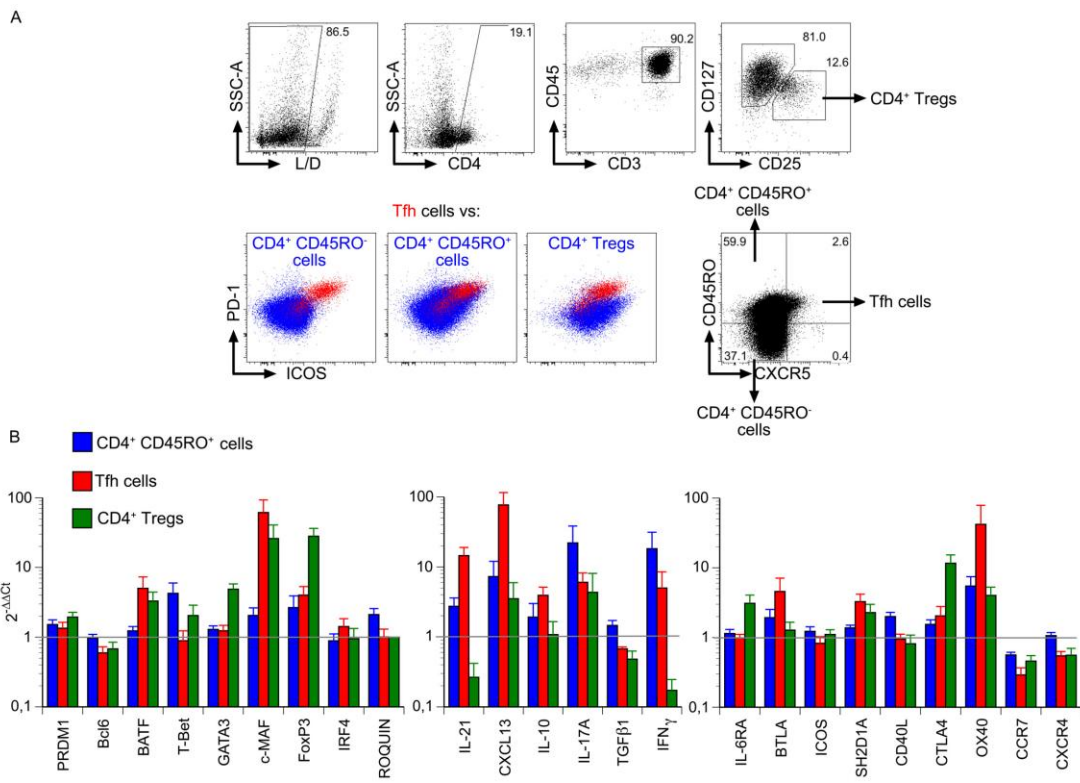 A
86.5
SSC-A
L/D
19.1
SSC-A
CD4
90.2
CD45
CD3
81.0
12.6
CD127
CD25
CD4⁺ Tregs
Tfh cells vs:
CD4⁺ CD45RO⁻
cells
CD4⁺ CD45RO⁺
cells
CD4⁺ Tregs
PD-1
ICOS
CD4⁺ CD45RO⁺
cells
59.9
2.6
CD45RO
Tfh cells
37.1
0.4
CXCR5
CD4⁺ CD45RO⁻
cells
B
CD4⁺ CD45RO⁺ cells
Tfh cells
CD4⁺ Tregs
2^-ΔΔCt
100
10
1
0,1
PRDM1
Bcl6
BATF
T-Bet
GATA3
c-MAF
FoxP3
IRF4
ROQUIN
100
10
1
0,1
IL-21
CXCL13
IL-10
IL-17A
TGFβ1
IFNγ
100
10
1
0,1
IL-6RA
BTLA
ICOS
SH2D1A
CD40L
CTLA4
OX40
CCR7
CXCR4